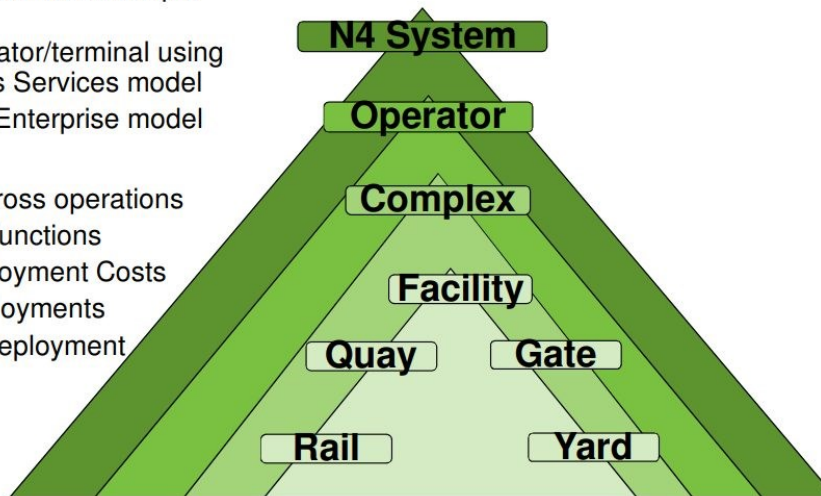 N4 System
ator/terminal using
s Services model
Enterprise model
Operator
ross operations
Complex
unctions
oyment Costs
Facility
oyments
eployment
Quay
Gate
Rail
Yard